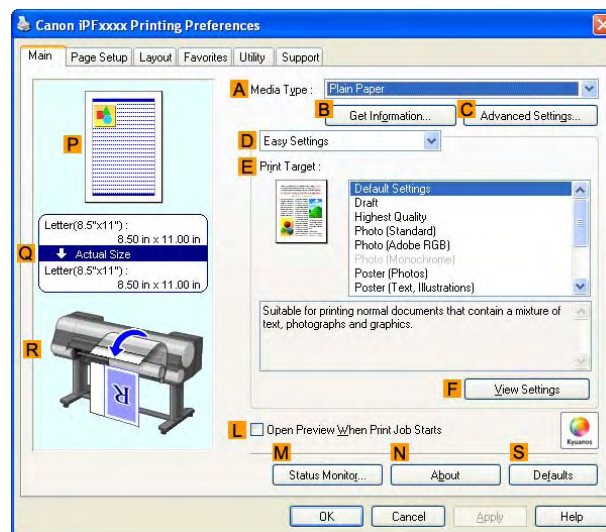 Canon iPFxxxx Printing Preferences
Main Page Setup Layout Favorites Utility Support
A Media Type : Plain Paper
B C
Get Information... Advanced Settings...
D Easy Settings
E Print Target :
P
Default Settings
Draft
Highest Quality
Photo (Standard)
Photo (Adobe RGB)
Photo (Monochrome)
Poster (Photos)
Poster (Text, Illustrations)
Letter(8.5"x11") :
8.50 in x 11.00 in
Q Actual Size
Letter(8.5"x11") :
8.50 in x 11.00 in
Suitable for printing normal documents that contain a mixture of
text, photographs and graphics.
R
R
F View Settings
L Open Preview When Print Job Starts
Kyuanos
M N S
Status Monitor... About Defaults
OK Cancel Apply Help